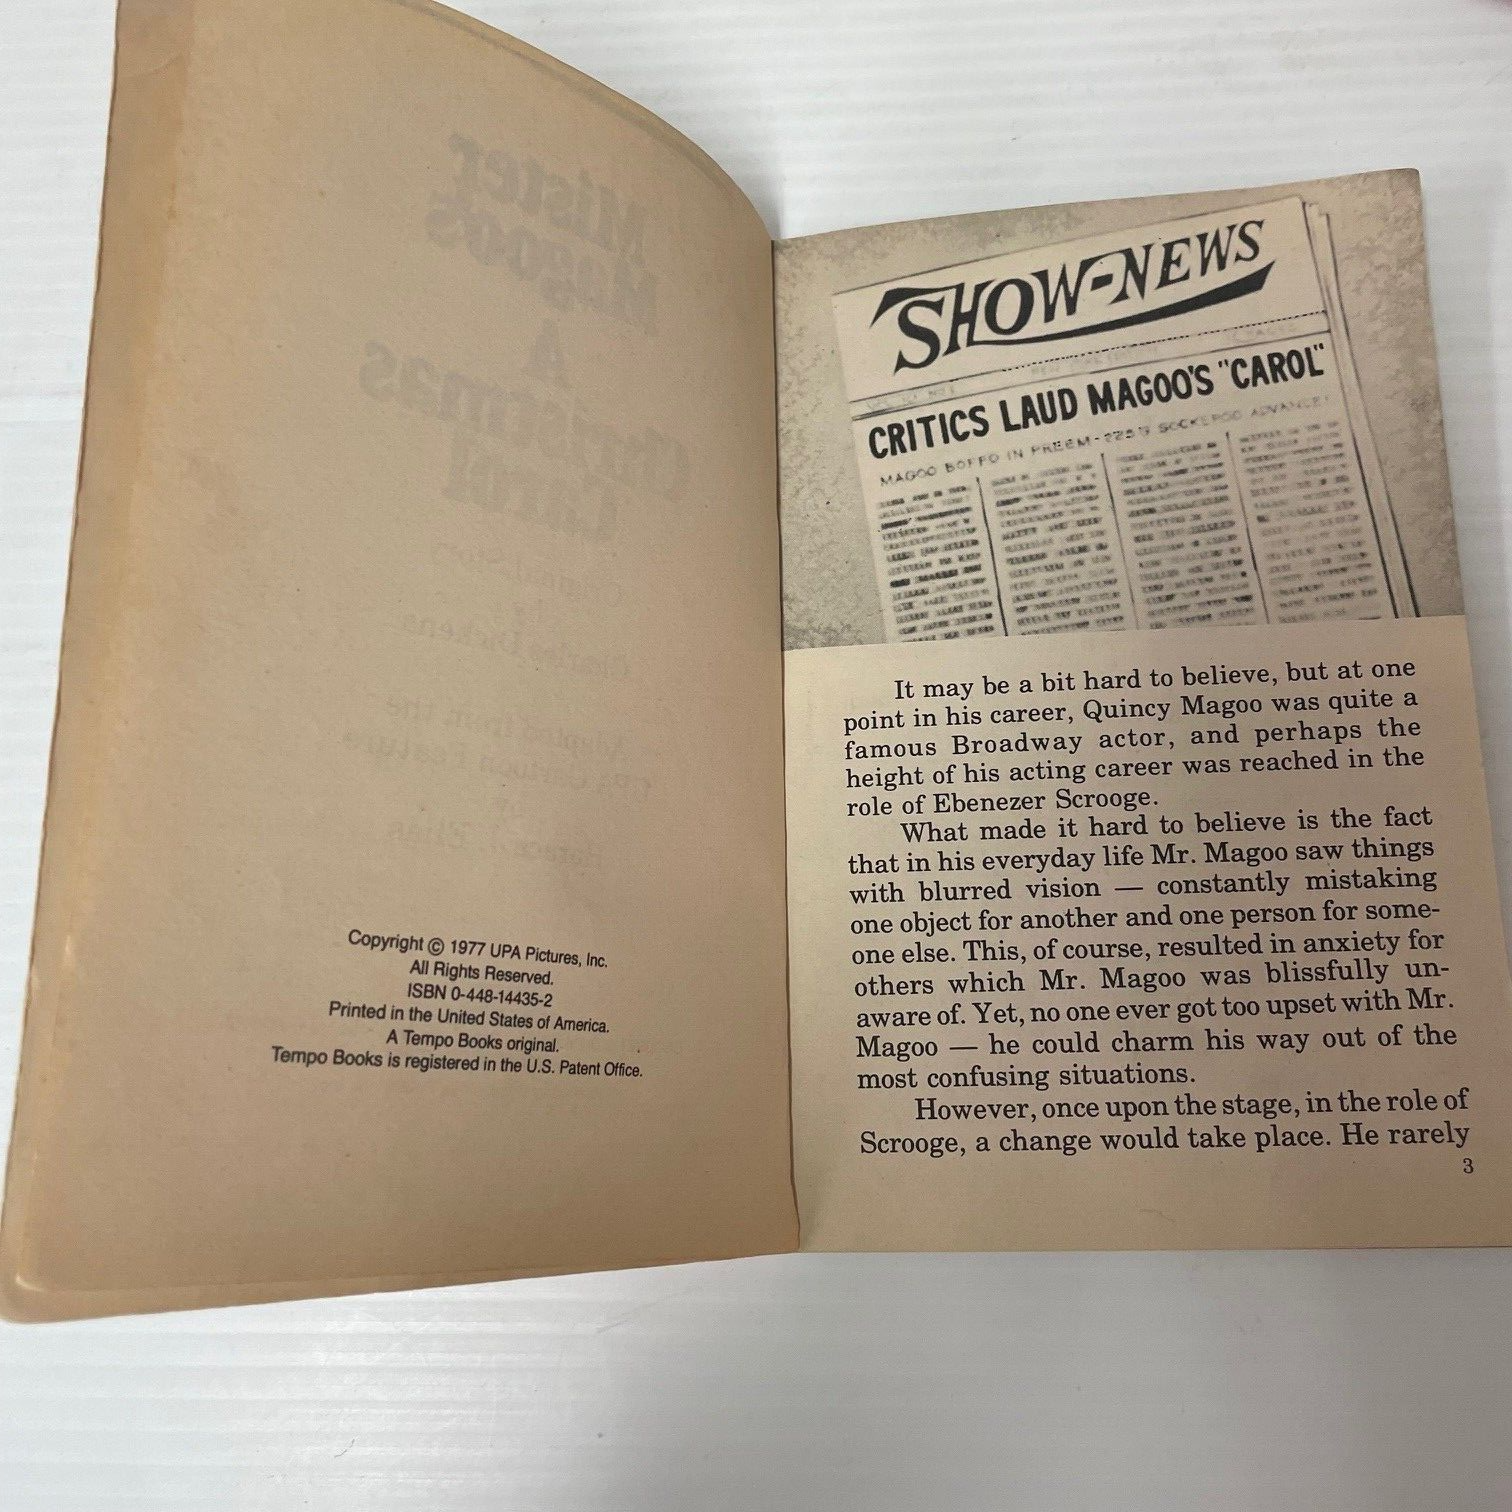 Copyright © 1977 UPA Pictures, Inc.
All Rights Reserved.
ISBN 0-448-14435-2
Printed in the United States of America.
A Tempo Books original.
Tempo Books is registered in the U.S. Patent Office.
SHOW-NEWS
CRITICS LAUD MAGOO'S "CAROL"
MAGOO BOFFO IN PREEM-
It may be a bit hard to believe, but at one
point in his career, Quincy Magoo was quite a
famous Broadway actor, and perhaps the
height of his acting career was reached in the
role of Ebenezer Scrooge.
What made it hard to believe is the fact
that in his everyday life Mr. Magoo saw things
with blurred vision — constantly mistaking
one object for another and one person for some-
one else. This, of course, resulted in anxiety for
others which Mr. Magoo was blissfully un-
aware of. Yet, no one ever got too upset with Mr.
Magoo — he could charm his way out of the
most confusing situations.
However, once upon the stage, in the role of
Scrooge, a change would take place. He rarely
3